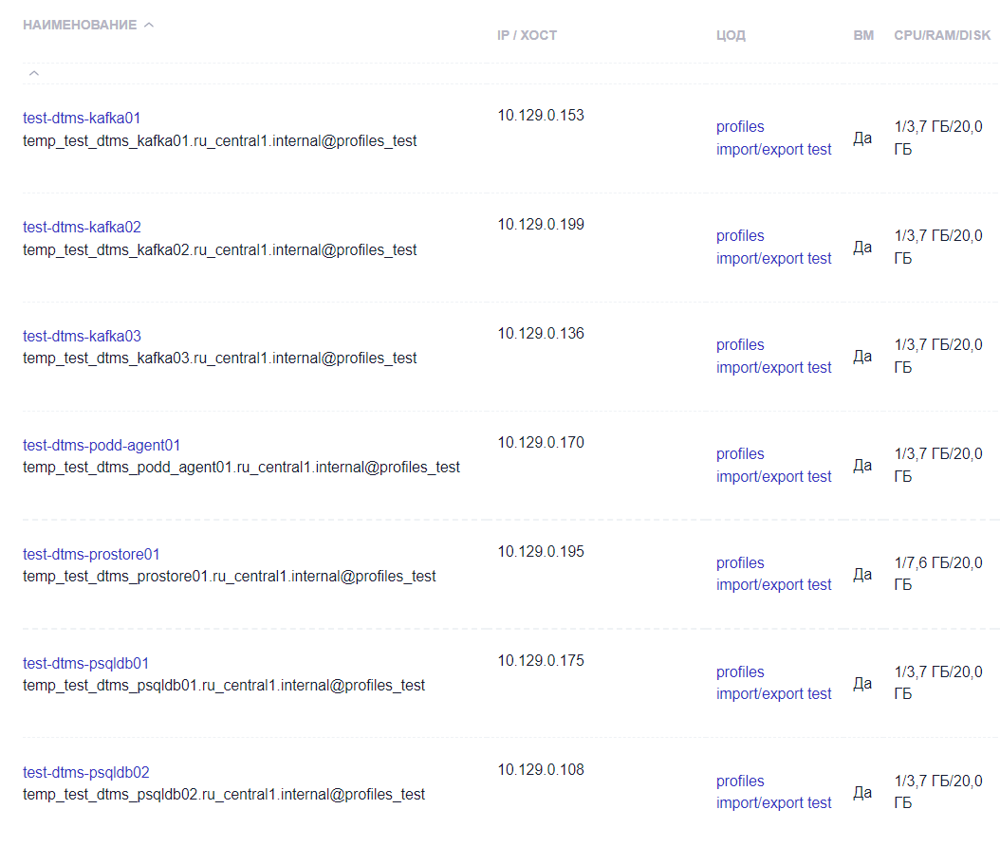 НАИМЕНОВАНИЕ
IP / ХОСТ
ЦОД
ВМ
CPU/RAM/DISK
test-dtms-kafka01
temp_test_dtms_kafka01.ru_central1.internal@profiles_test
10.129.0.153
profiles
import/export test
Да
1/3,7 ГБ/20,0
ГБ
test-dtms-kafka02
temp_test_dtms_kafka02.ru_central1.internal@profiles_test
10.129.0.199
profiles
import/export test
Да
1/3,7 ГБ/20,0
ГБ
test-dtms-kafka03
temp_test_dtms_kafka03.ru_central1.internal@profiles_test
10.129.0.136
profiles
import/export test
Да
1/3,7 ГБ/20,0
ГБ
test-dtms-podd-agent01
temp_test_dtms_podd_agent01.ru_central1.internal@profiles_test
10.129.0.170
profiles
import/export test
Да
1/3,7 ГБ/20,0
ГБ
test-dtms-prostore01
temp_test_dtms_prostore01.ru_central1.internal@profiles_test
10.129.0.195
profiles
import/export test
Да
1/7,6 ГБ/20,0
ГБ
test-dtms-psqldb01
temp_test_dtms_psqldb01.ru_central1.internal@profiles_test
10.129.0.175
profiles
import/export test
Да
1/3,7 ГБ/20,0
ГБ
test-dtms-psqldb02
temp_test_dtms_psqldb02.ru_central1.internal@profiles_test
10.129.0.108
profiles
import/export test
Да
1/3,7 ГБ/20,0
ГБ